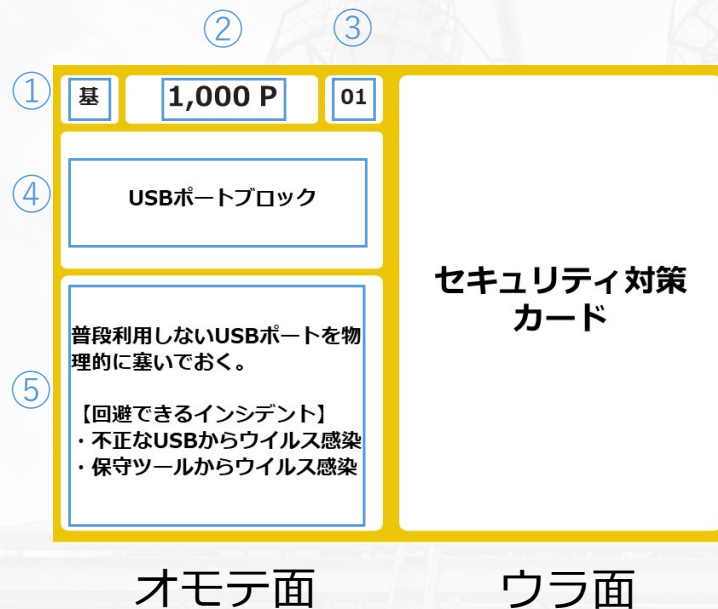 ② ③
① 基 1,000 P 01
④ USBポートブロック
⑤ 普段利用しないUSBポートを物
理的に塞いでおく。
【回避できるインシデント】
・不正なUSBからウイルス感染
・保守ツールからウイルス感染
セキュリティ対策
カード
オモテ面 ウラ面